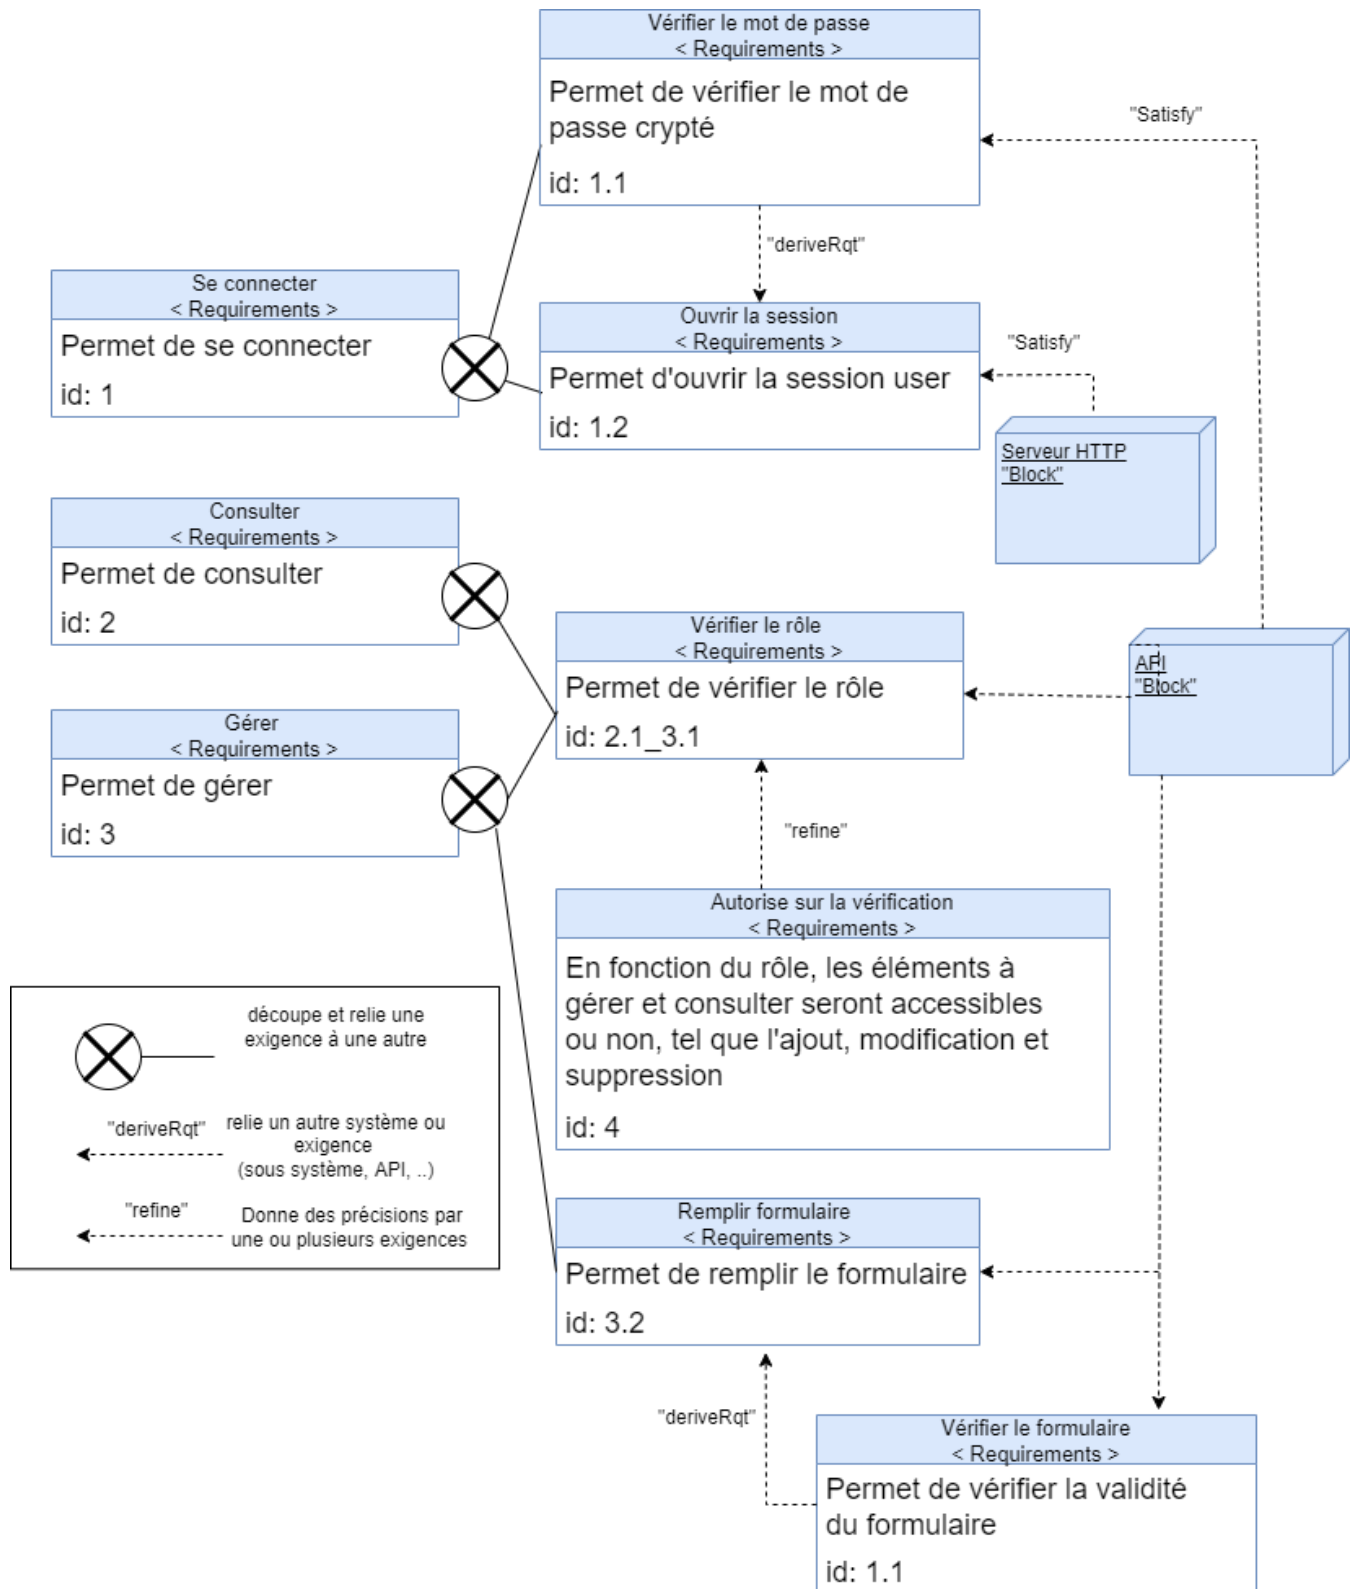 Vérifier le mot de passe
< Requirements >
Permet de vérifier le mot de
passe crypté
id: 1.1
"Satisfy"
"deriveRqt"
Se connecter
< Requirements >
Permet de se connecter
id: 1
Ouvrir la session
< Requirements >
Permet d'ouvrir la session user
id: 1.2
"Satisfy"
Serveur HTTP
"Block"
Consulter
< Requirements >
Permet de consulter
id: 2
Vérifier le rôle
< Requirements >
Permet de vérifier le rôle
id: 2.1_3.1
API
"Block"
Gérer
< Requirements >
Permet de gérer
id: 3
"refine"
Autorise sur la vérification
< Requirements >
En fonction du rôle, les éléments à
gérer et consulter seront accessibles
ou non, tel que l'ajout, modification et
suppression
id: 4
découpe et relie une
exigence à une autre
"deriveRqt"
relie un autre système ou
exigence
(sous système, API, ..)
"refine"
Donne des précisions par
une ou plusieurs exigences
Remplir formulaire
< Requirements >
Permet de remplir le formulaire
id: 3.2
"deriveRqt"
Vérifier le formulaire
< Requirements >
Permet de vérifier la validité
du formulaire
id: 1.1